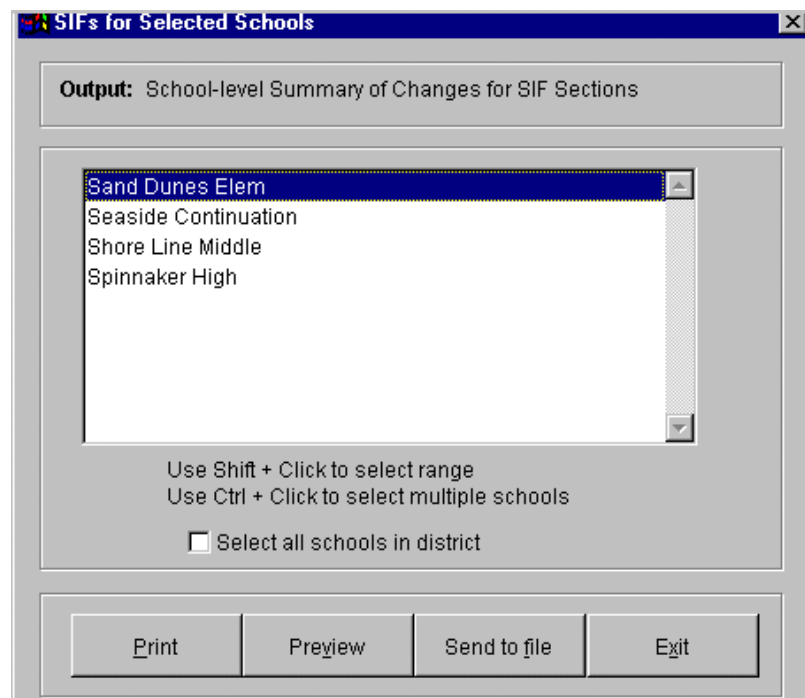 SIFs for Selected Schools
Output: School-level Summary of Changes for SIF Sections
Sand Dunes Elem
Seaside Continuation
Shore Line Middle
Spinnaker High
Use Shift + Click to select range
Use Ctrl + Click to select multiple schools
Select all schools in district
Print Preview Send to file Exit